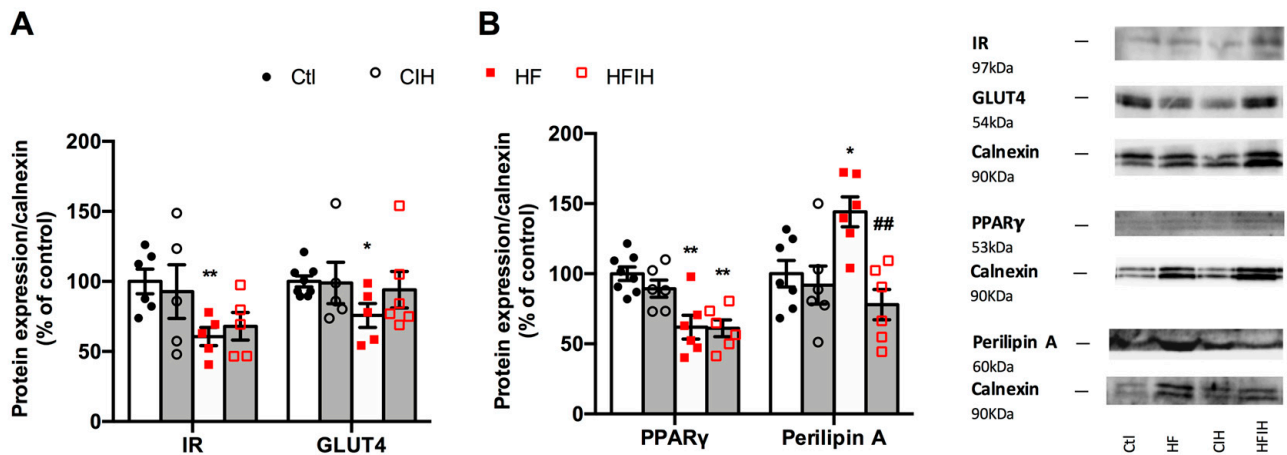 A
B
Ctl
CIH
HF
HFIH
Protein expression/calnexin
(% of control)
200
150
100
50
0
**
*
IR
GLUT4
Protein expression/calnexin
(% of control)
200
150
100
50
0
**
**
*
##
PPARγ
Perilipin A
IR
97kDa
GLUT4
54kDa
Calnexin
90KDa
PPARγ
53kDa
Calnexin
90KDa
Perilipin A
60kDa
Calnexin
90KDa
Ctl
HF
CIH
HFIH